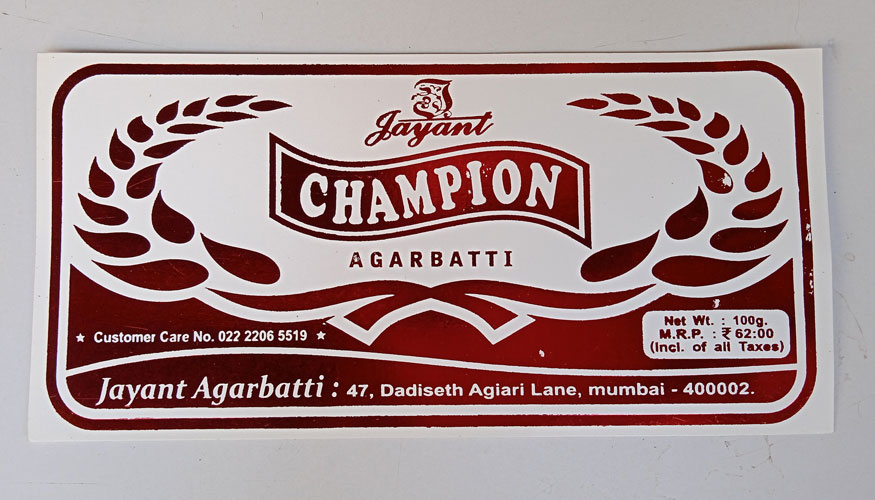 Jayant
CHAMPION
AGARBATTI
Net Wt. : 100g.
M.R.P. : ₹ 62:00
(Incl. of all Taxes)
★ Customer Care No. 022 2206 5519 ★
Jayant Agarbatti : 47, Dadiseth Agiari Lane, mumbai - 400002.